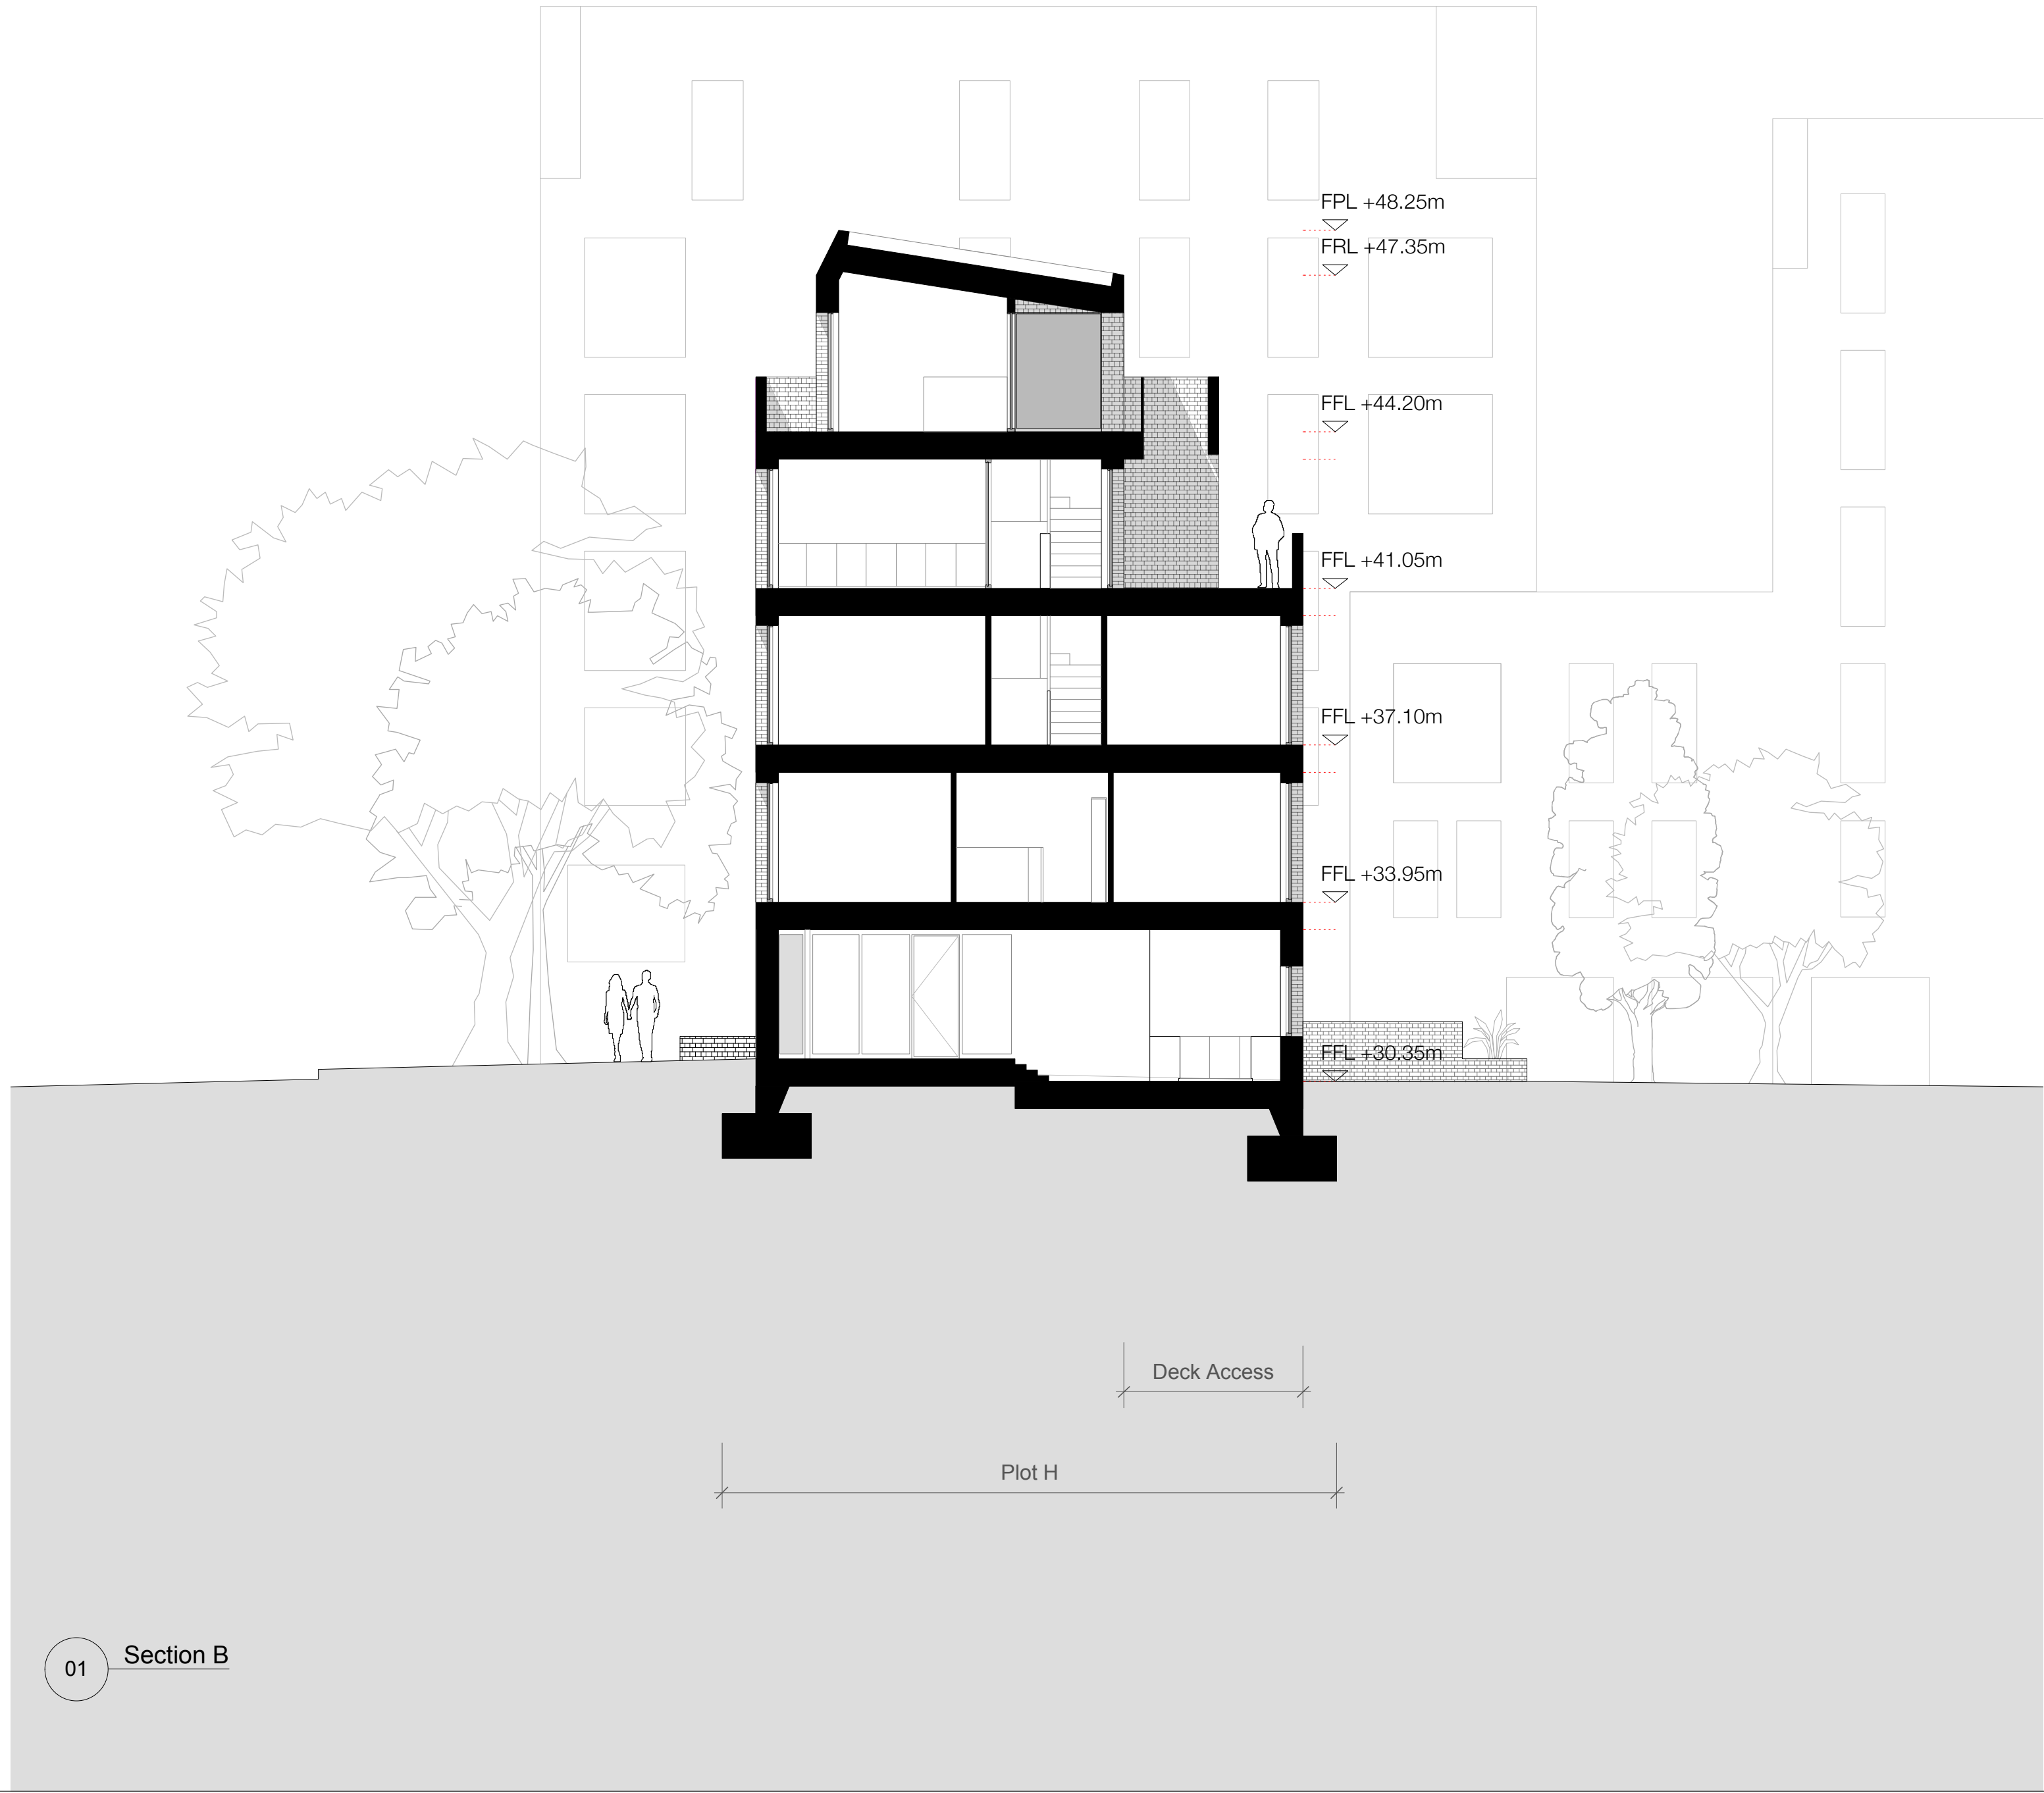 FPL +48.25m
FRL +47.35m
FFL +44.20m
FFL +41.05m
FFL +37.10m
FFL +33.95m
FFL +30.35m
Deck Access
Plot H
01
Section B